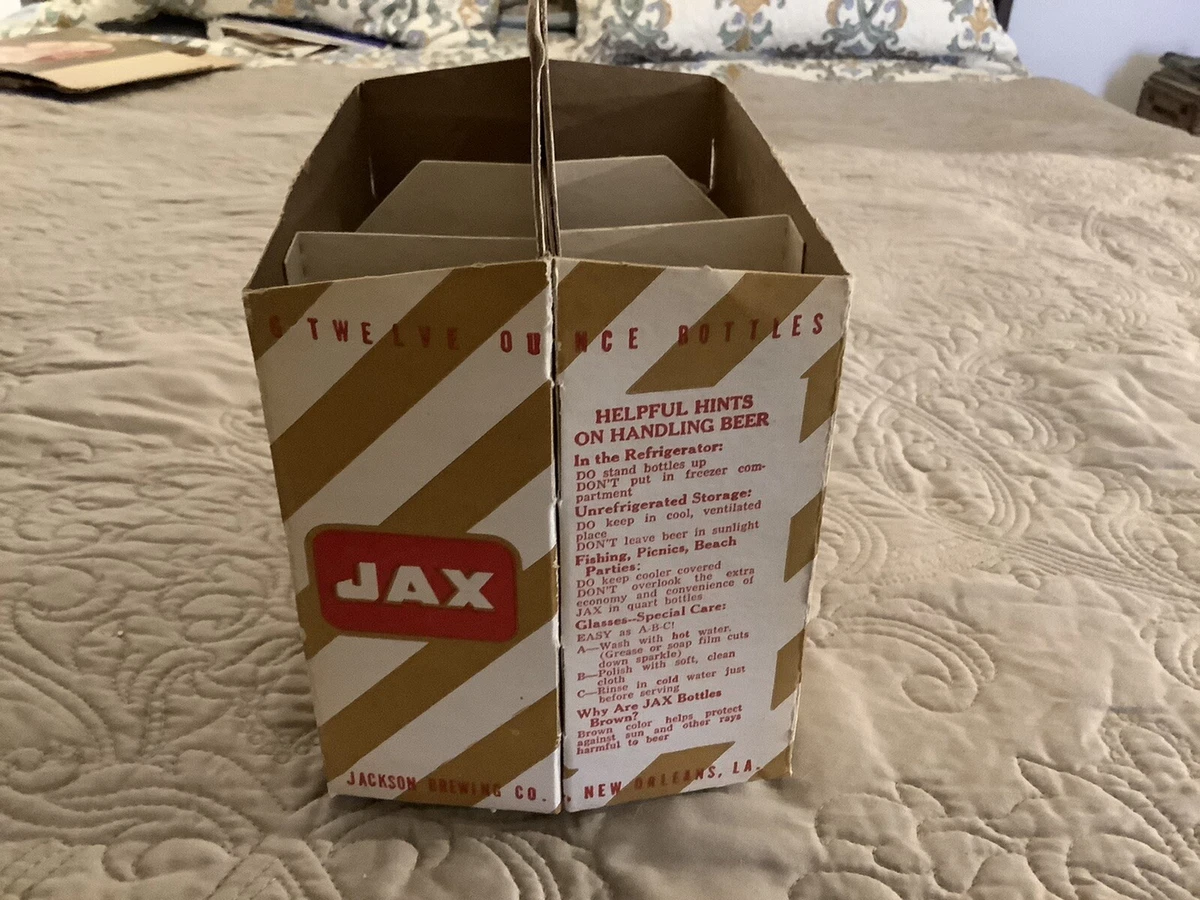 6 TWELVE OUNCE BOTTLES
HELPFUL HINTS
ON HANDLING BEER
In the Refrigerator:
DO stand bottles up
DON'T put in freezer com-
partment
Unrefrigerated Storage:
DO keep in cool, ventilated
place
DON'T leave beer in sunlight
Fishing, Picnics, Beach
Parties:
DO keep cooler covered
DON'T overlook the extra
economy and convenience of
JAX in quart bottles
Glasses--Special Care:
EASY as A-B-C!
A—Wash with hot water.
(Grease or soap film cuts
down sparkle)
B—Polish with soft, clean
cloth
C—Rinse in cold water just
before serving
Why Are JAX Bottles
Brown?
Brown color helps protect
against sun and other rays
harmful to beer
JAX
JACKSON BREWING CO., NEW ORLEANS, LA.